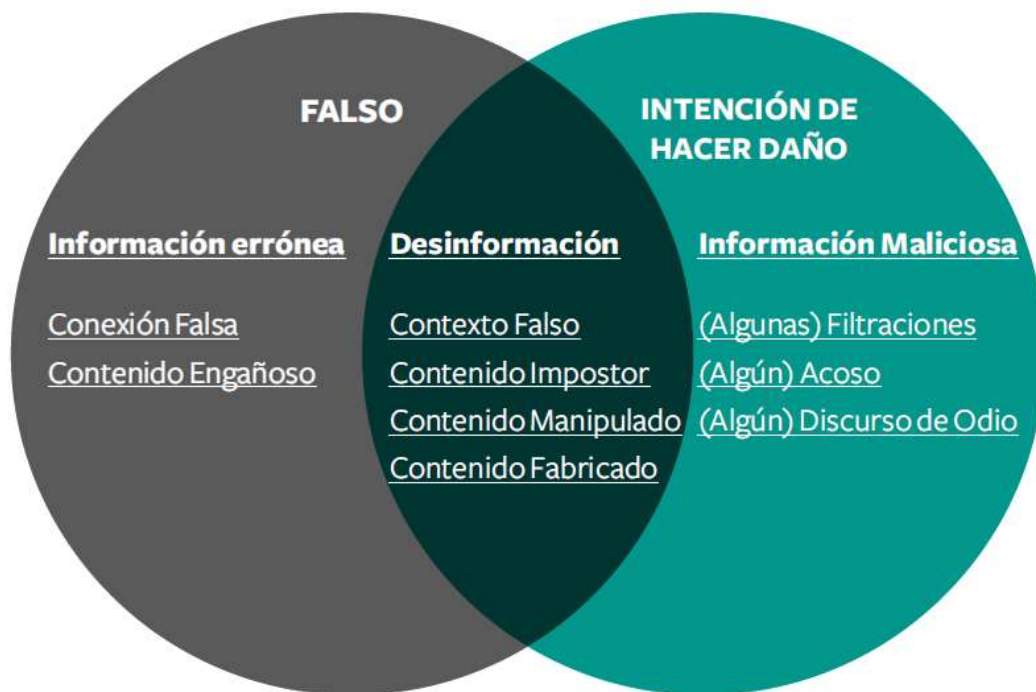 FALSO
INTENCIÓN DE
HACER DAÑO
Información errónea
Conexión Falsa
Contenido Engañoso
Desinformación
Contexto Falso
Contenido Impostor
Contenido Manipulado
Contenido Fabricado
Información Maliciosa
(Algunas) Filtraciones
(Algún) Acoso
(Algún) Discurso de Odio